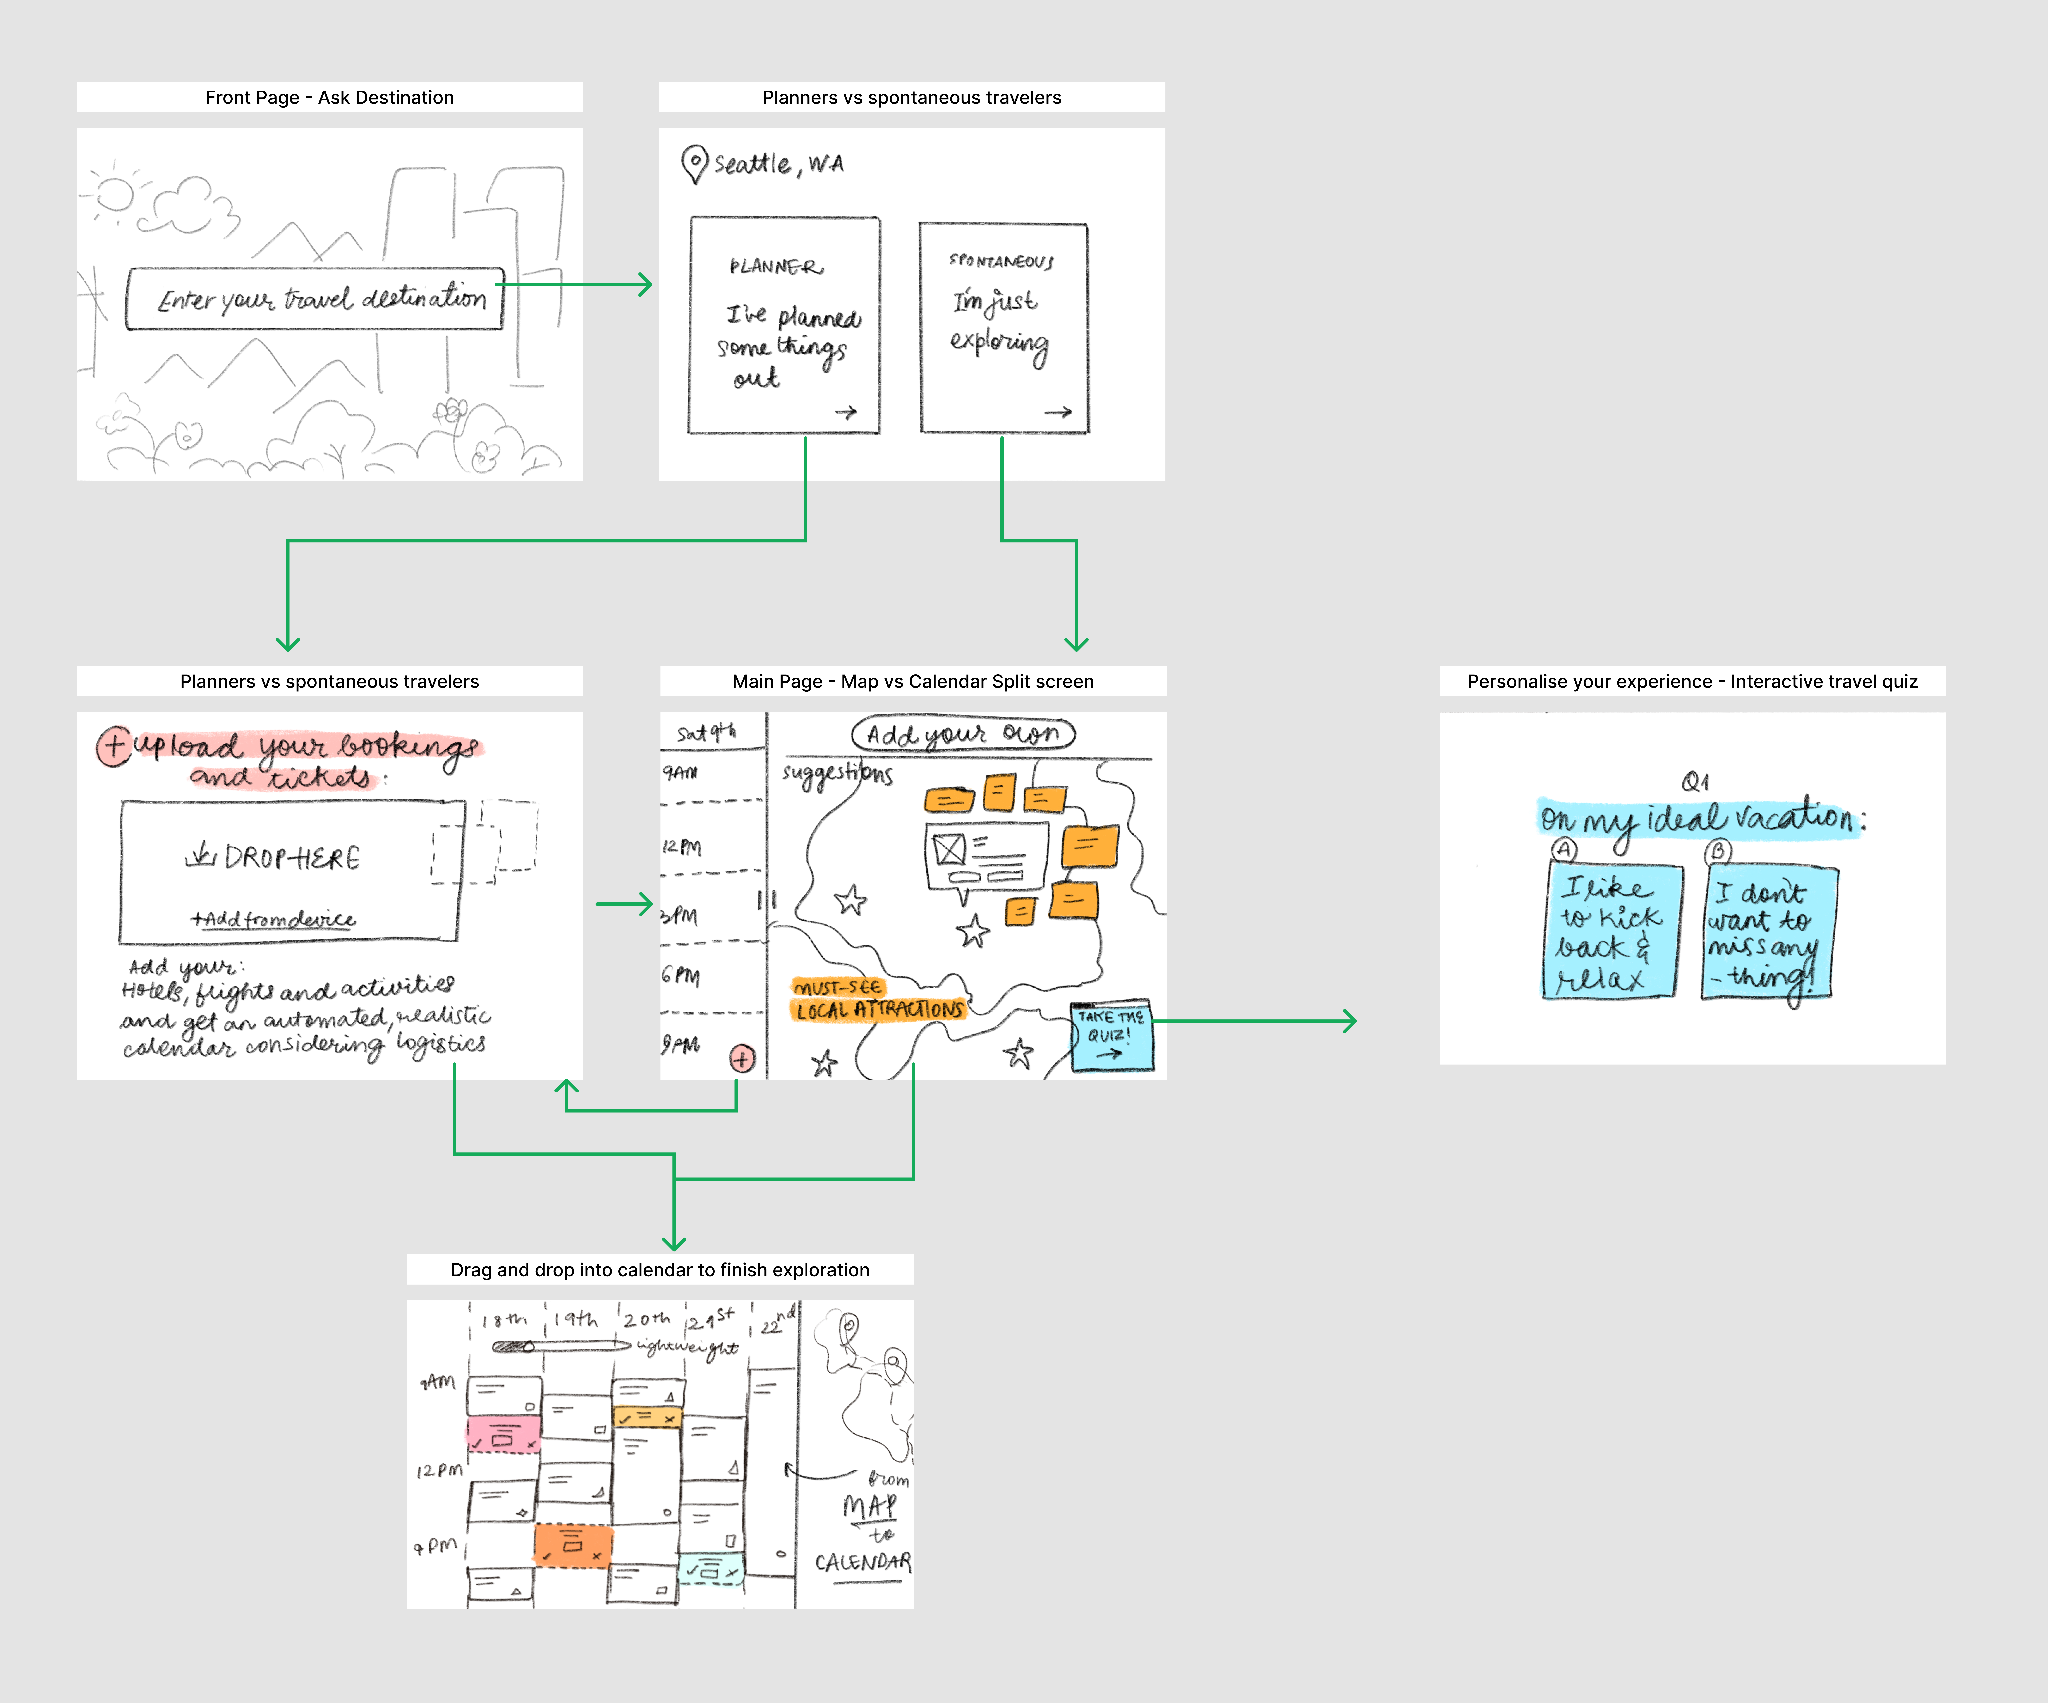 Front Page - Ask Destination
Enter your travel destination
Planners vs spontaneous travelers
Seattle, WA
PLANNER
I've planned
some things
out
SPONTANEOUS
I'm just
exploring
Planners vs spontaneous travelers
+ upload your bookings
and tickets:
DROP HERE
+Add from device
Add your:
Hotels, flights and activities
and get an automated, realistic
calendar considering logistics
Main Page - Map vs Calendar Split screen
Sat 9th
9AM
12PM
3PM
6PM
9PM
+
Add your own
suggestions
MUST-SEE
LOCAL ATTRACTIONS
TAKE THE
QUIZ!
Personalise your experience - Interactive travel quiz
Q1
On my ideal vacation:
A
I like
to kick
back &
relax
B
I don't
want to
miss any
-thing!
Drag and drop into calendar to finish exploration
18th
19th
20th
21st
22nd
lightweight
9AM
12PM
9PM
from
MAP
to
CALENDAR